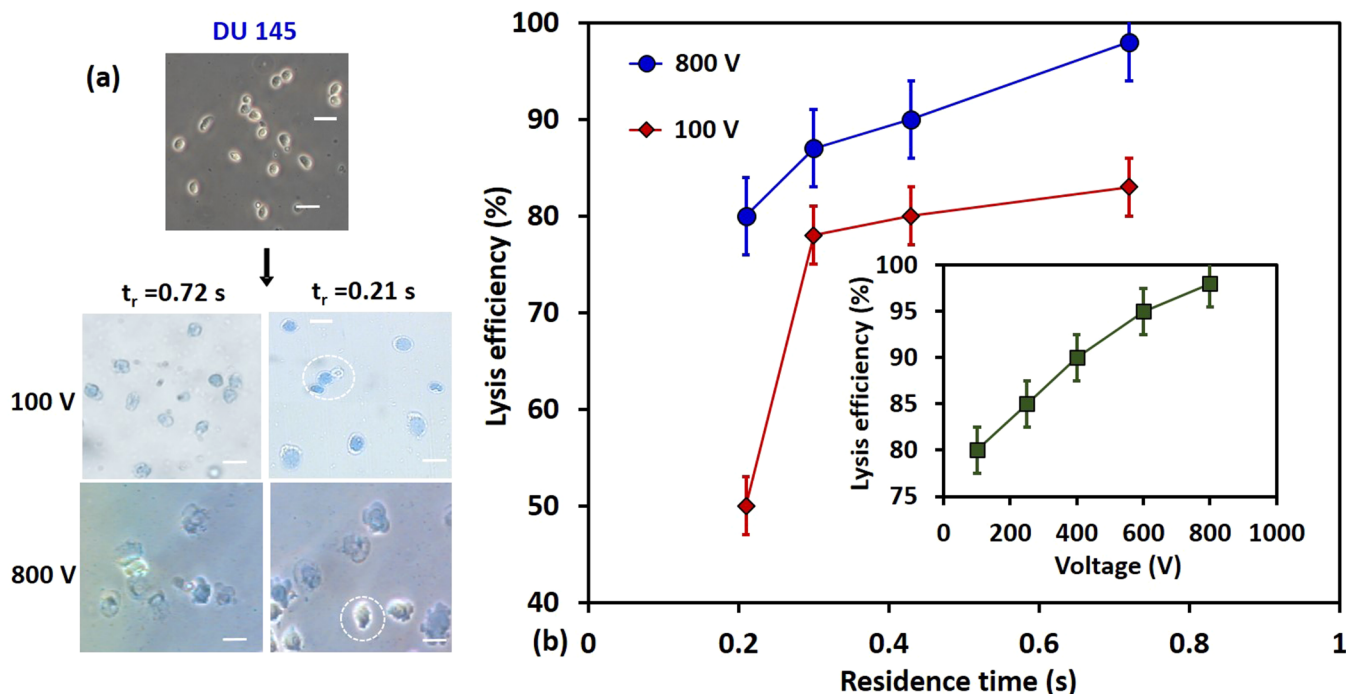 DU 145
(a)
t_r =0.72 s
t_r =0.21 s
100 V
800 V
(b)
Lysis efficiency (%)
100
90
80
70
60
50
40
800 V
100 V
0
0.2
0.4
0.6
0.8
1
Residence time (s)
Lysis efficiency (%)
100
95
90
85
80
75
0
200
400
600
800
1000
Voltage (V)